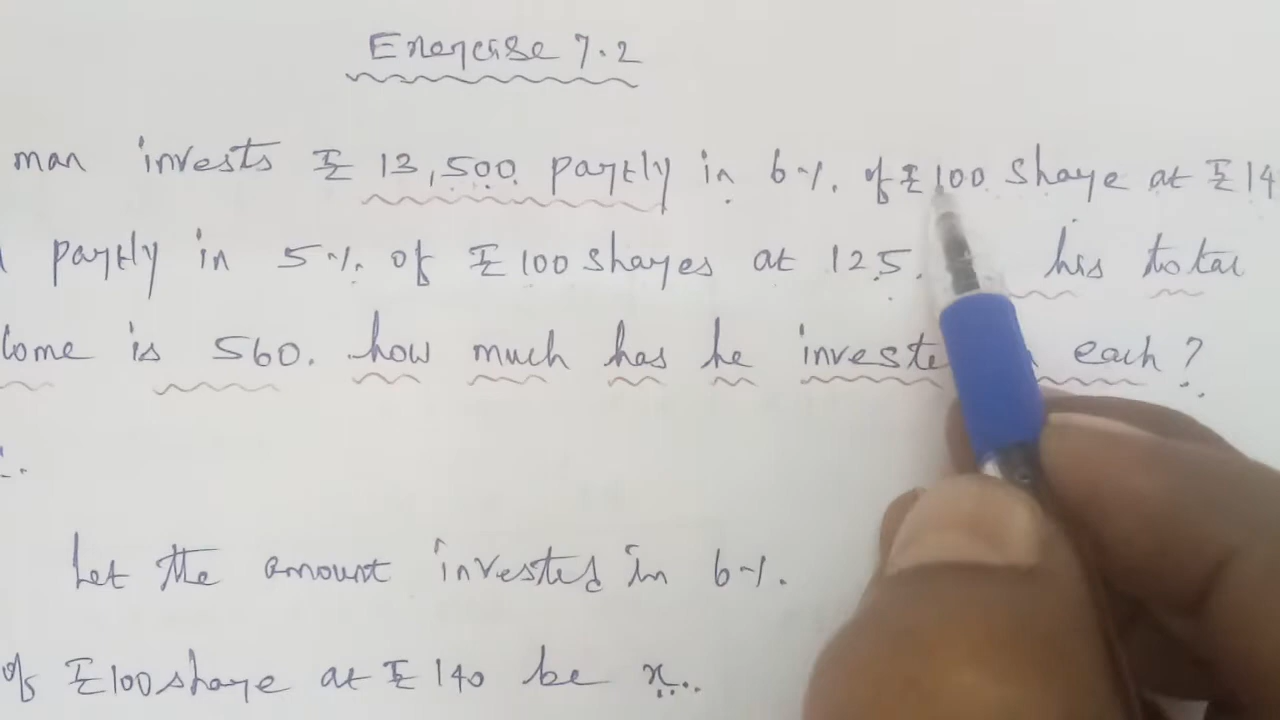 Exercise 7.2
man invests ₹ 13,500 partly in 6%. of ₹100 share at ₹14
partly in 5%. of ₹100 shares at 125. his total
come is 560. how much has he investe each?
Let the amount invested in 6%.
of ₹100 share at ₹ 140 be x.